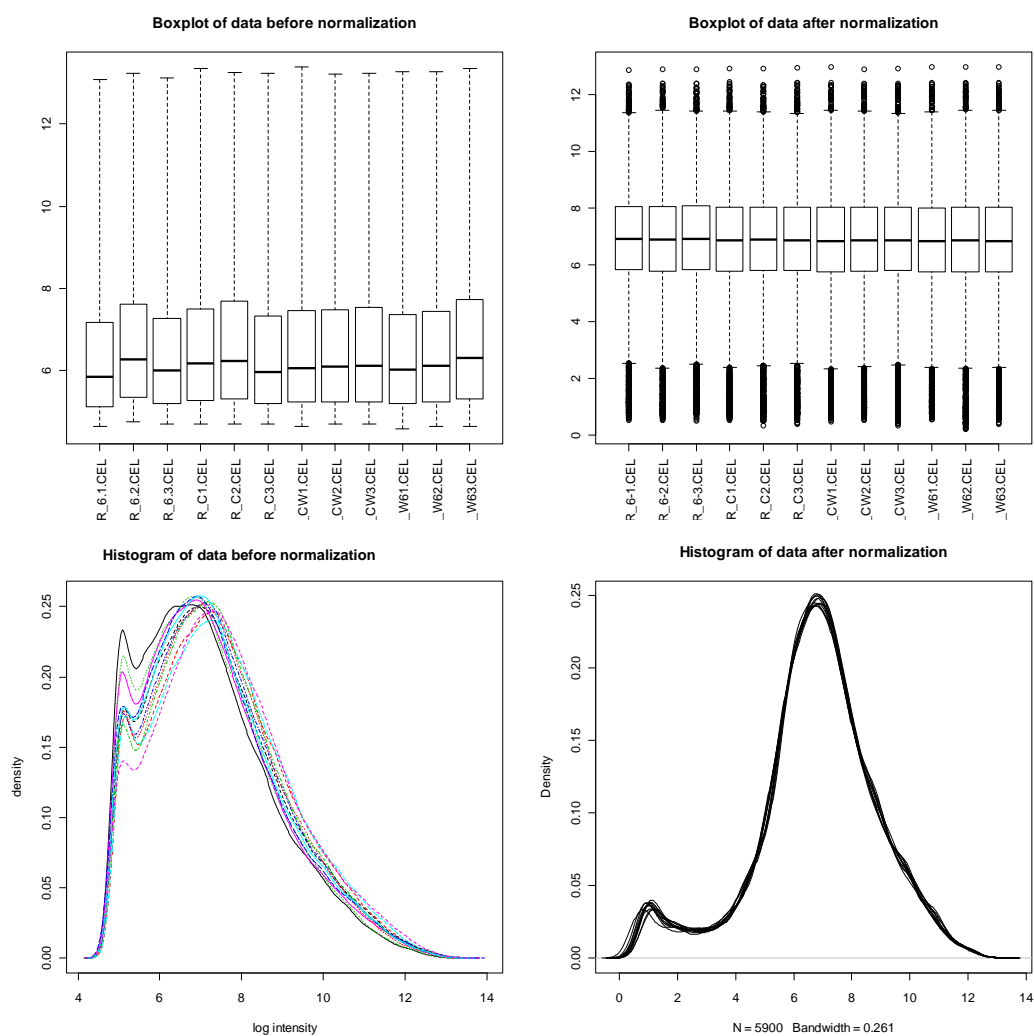 Boxplot of data before normalization
12
10
8
6
R_6.1.CEL
R_6.2.CEL
R_6.3.CEL
R_C1.CEL
R_C2.CEL
R_C3.CEL
_CW1.CEL
_CW2.CEL
_CW3.CEL
_W61.CEL
_W62.CEL
_W63.CEL
Boxplot of data after normalization
12
10
8
6
4
2
0
R_6-1.CEL
R_6-2.CEL
R_6-3.CEL
R_C1.CEL
R_C2.CEL
R_C3.CEL
_CW1.CEL
_CW2.CEL
_CW3.CEL
_W61.CEL
_W62.CEL
_W63.CEL
Histogram of data before normalization
density
0.25
0.20
0.15
0.10
0.05
0.00
4 6 8 10 12 14
log intensity
Histogram of data after normalization
Density
0.25
0.20
0.15
0.10
0.05
0.00
0 2 4 6 8 10 12 14
N = 5900 Bandwidth = 0.261